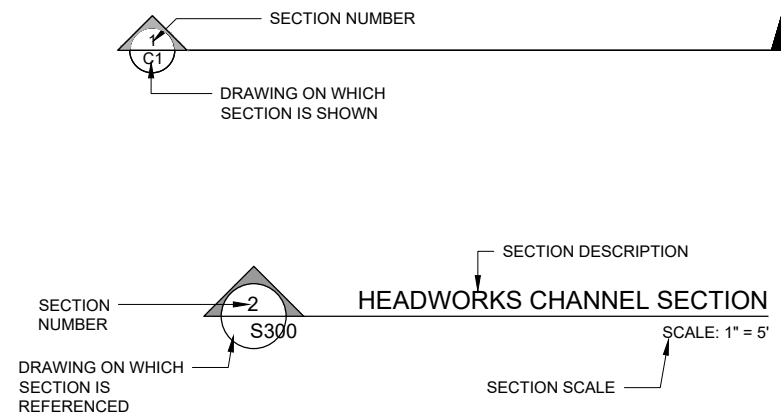 SECTION NUMBER
1
C1
DRAWING ON WHICH
SECTION IS SHOWN
SECTION DESCRIPTION
SECTION
NUMBER
2
HEADWORKS CHANNEL SECTION
S300
SCALE: 1" = 5'
DRAWING ON WHICH
SECTION IS
REFERENCED
SECTION SCALE